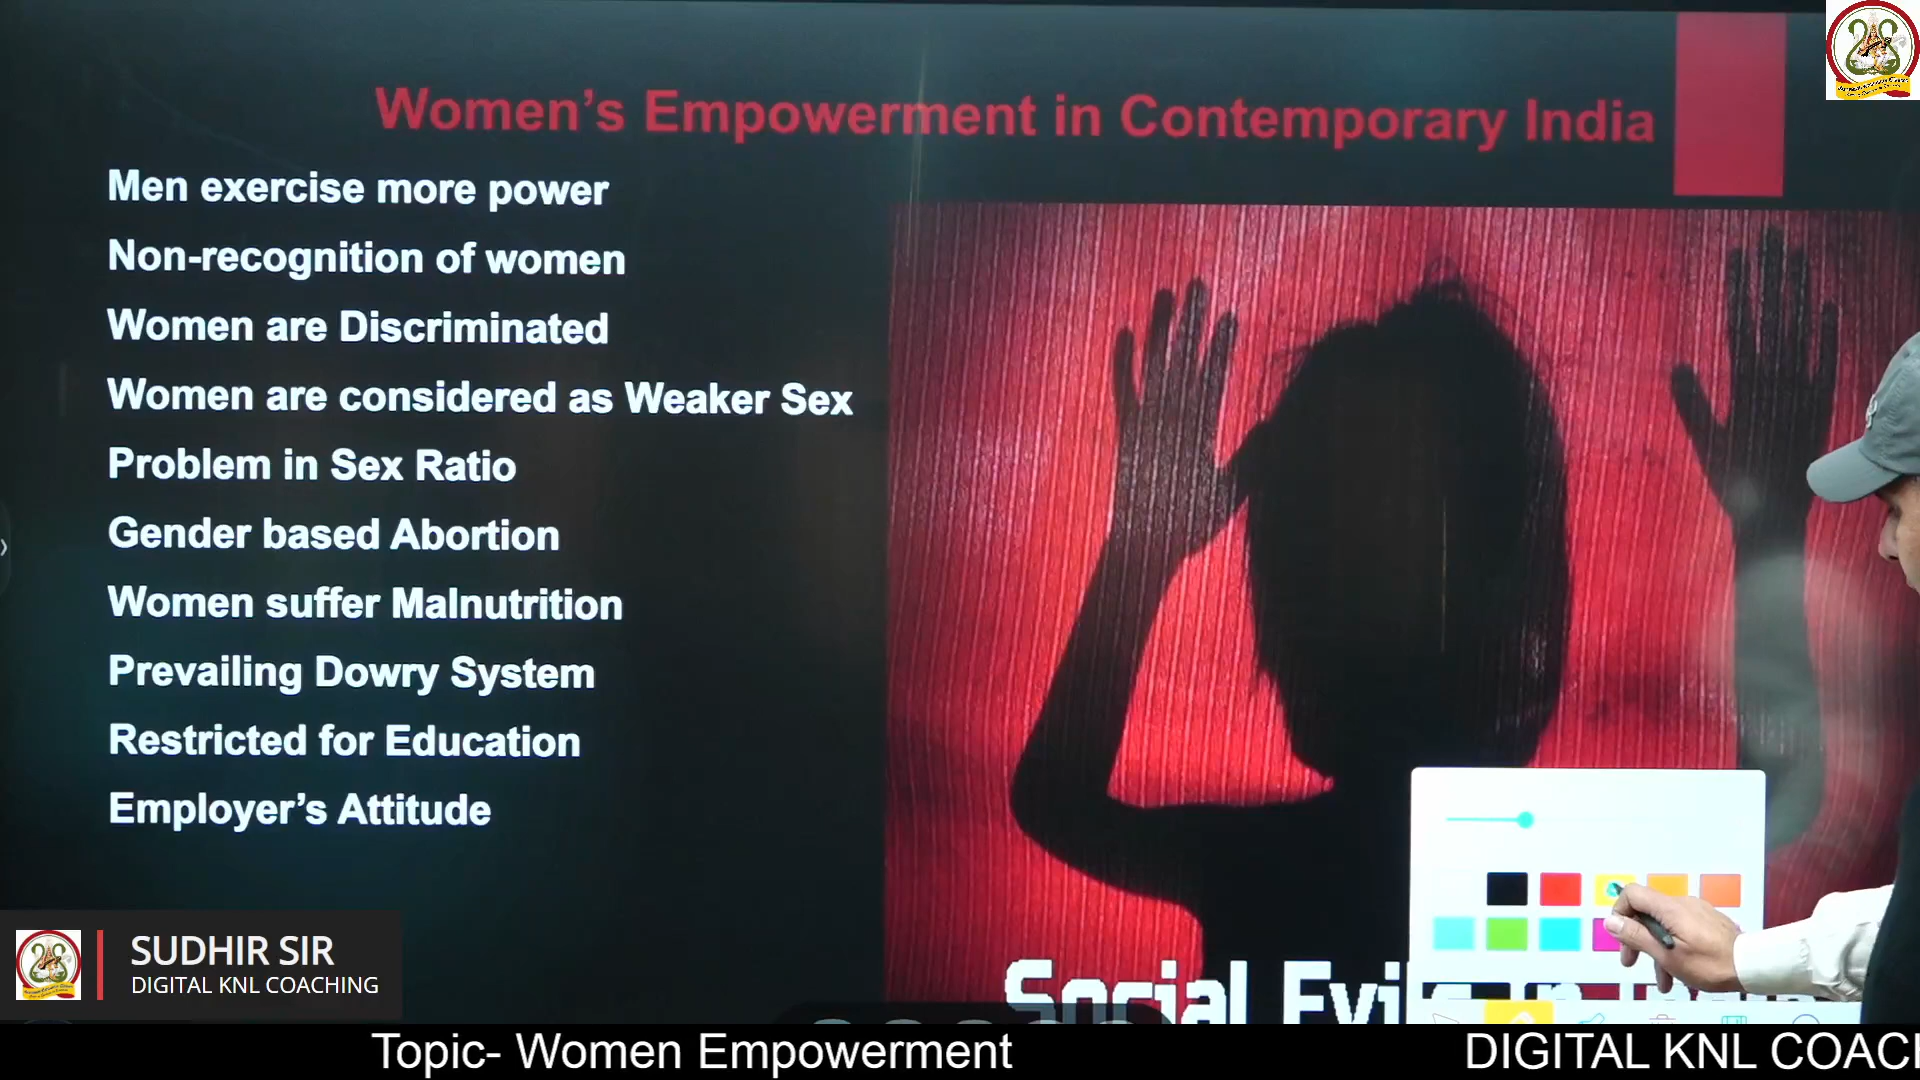 Women’s Empowerment in Contemporary India
Men exercise more power
Non-recognition of women
Women are Discriminated
Women are considered as Weaker Sex
Problem in Sex Ratio
Gender based Abortion
Women suffer Malnutrition
Prevailing Dowry System
Restricted for Education
Employer’s Attitude
Social
SUDHIR SIR
DIGITAL KNL COACHING
Topic- Women Empowerment
DIGITAL KNL COACH